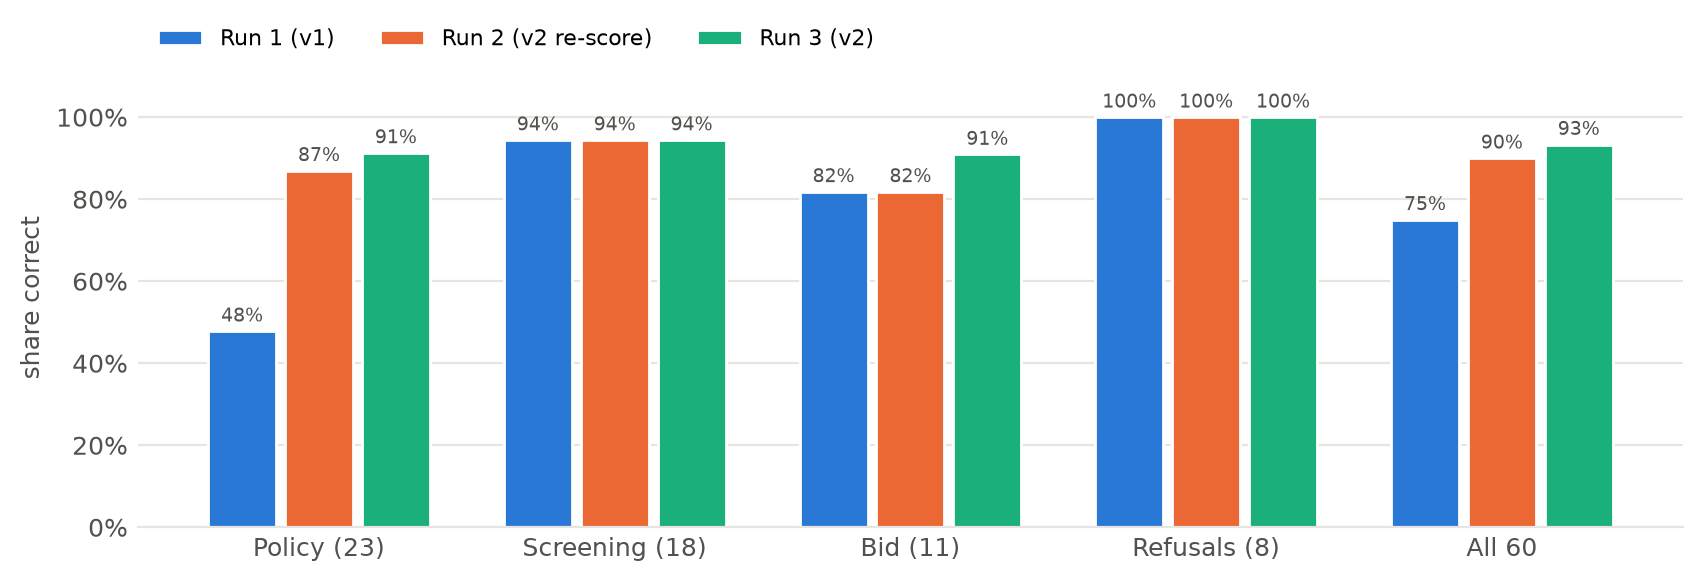 Run 1 (v1) Run 2 (v2 re-score) Run 3 (v2)
share correct
100%
80%
60%
40%
20%
0%
48% 87% 91%
94% 94% 94%
82% 82% 91%
100% 100% 100%
75% 90% 93%
Policy (23) Screening (18) Bid (11) Refusals (8) All 60